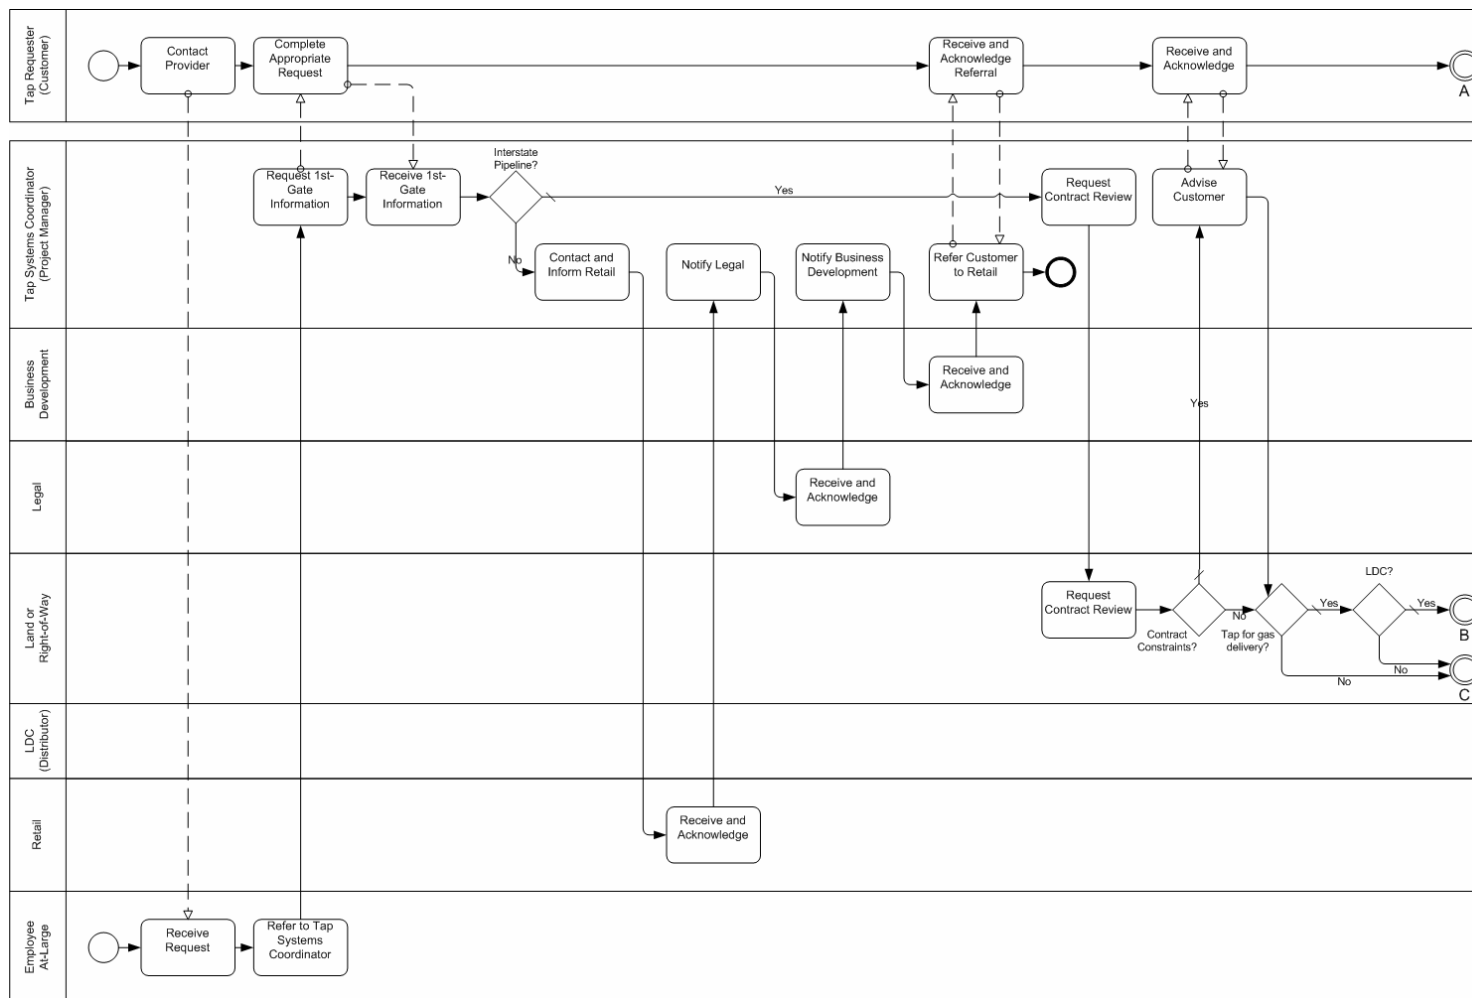 Tap Requester
(Customer)
Contact
Provider
Complete
Appropriate
Request
Receive and
Acknowledge
Referral
Receive and
Acknowledge
A
Tap Systems Coordinator
(Project Manager)
Request 1st-
Gate
Information
Receive 1st-
Gate
Information
Interstate
Pipeline?
Yes
No
Contact and
Inform Retail
Notify Legal
Notify Business
Development
Refer Customer
to Retail
Request
Contract Review
Advise
Customer
Business
Development
Receive and
Acknowledge
Yes
Legal
Receive and
Acknowledge
Land or
Right-of-Way
Request
Contract Review
Contract
Constraints?
No
Tap for gas
delivery?
Yes
LDC?
Yes
B
No
No
C
LDC
(Distributor)
Retail
Receive and
Acknowledge
Employee
At-Large
Receive
Request
Refer to Tap
Systems
Coordinator